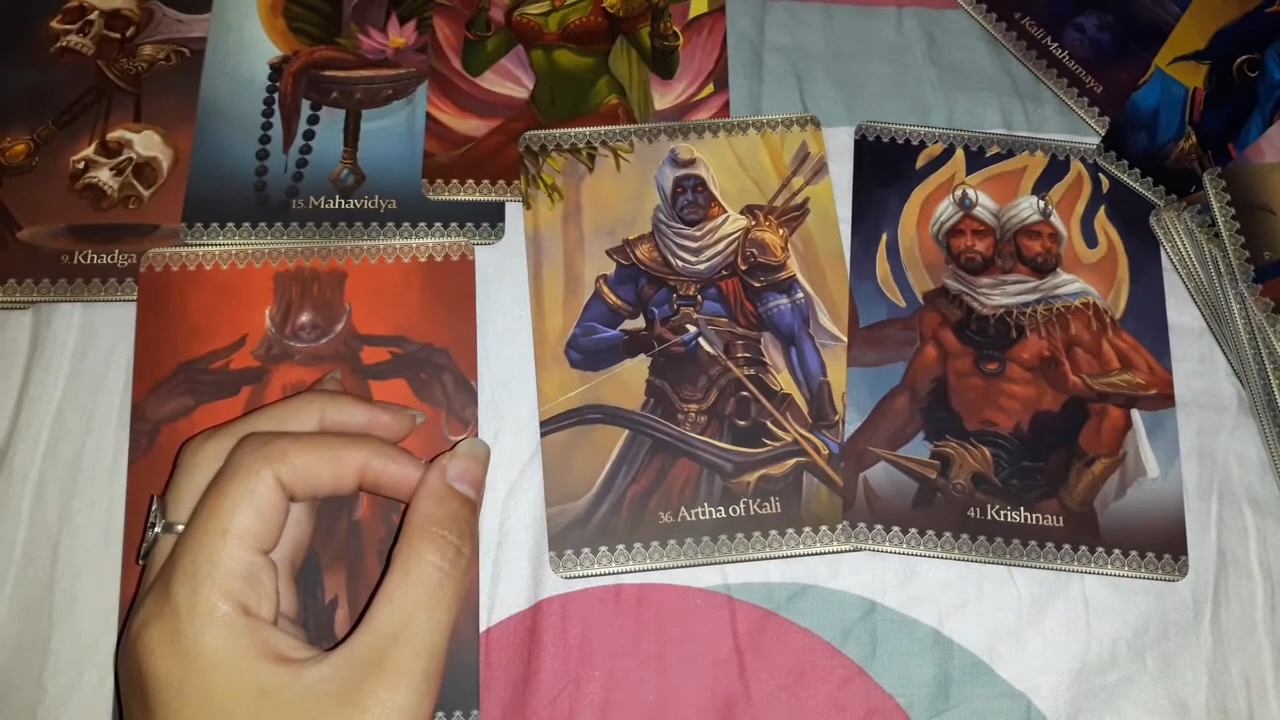 4. Kali Mahamaya
15. Mahavidya
9. Khadga
36. Artha of Kali
41. Krishnau